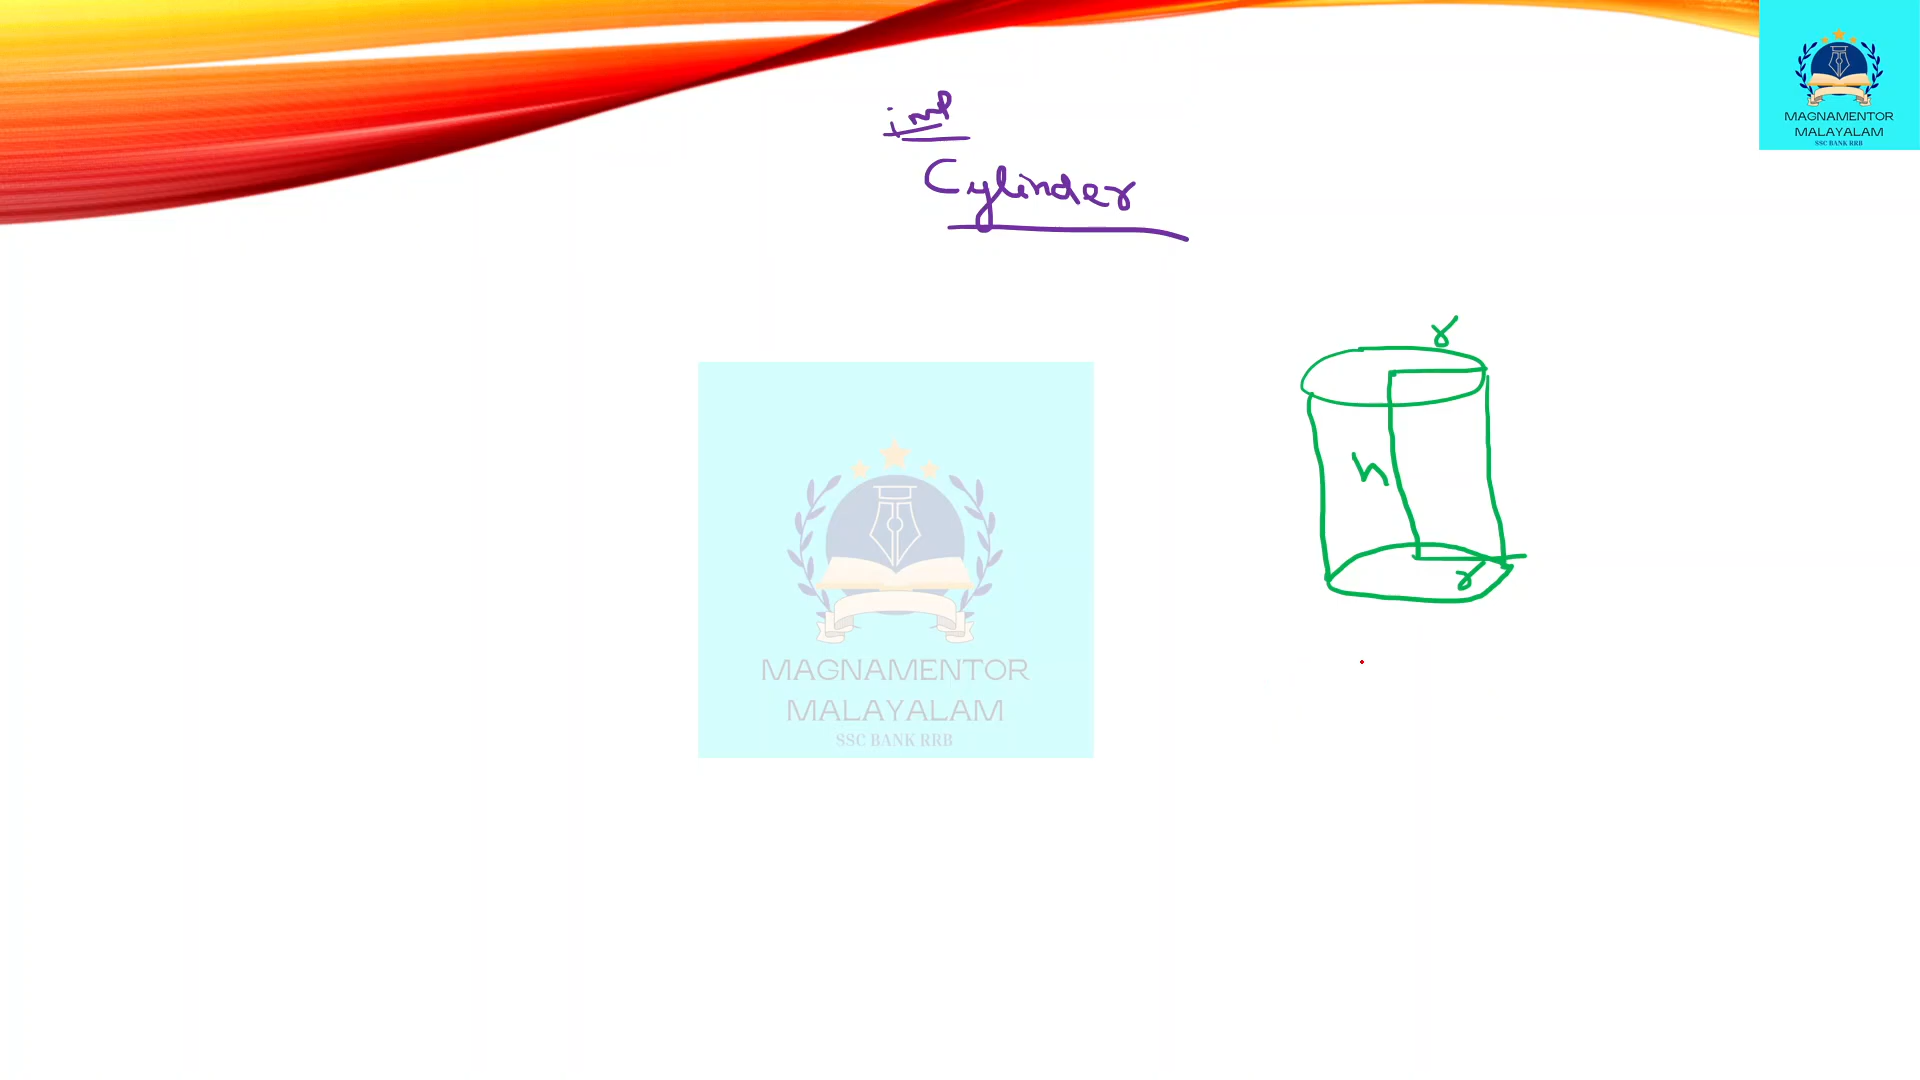 imp
Cylinder
r
h
r
MAGNAMENTOR
MALAYALAM
SSC BANK RRB
MAGNAMENTOR
MALAYALAM
SSC BANK RRB